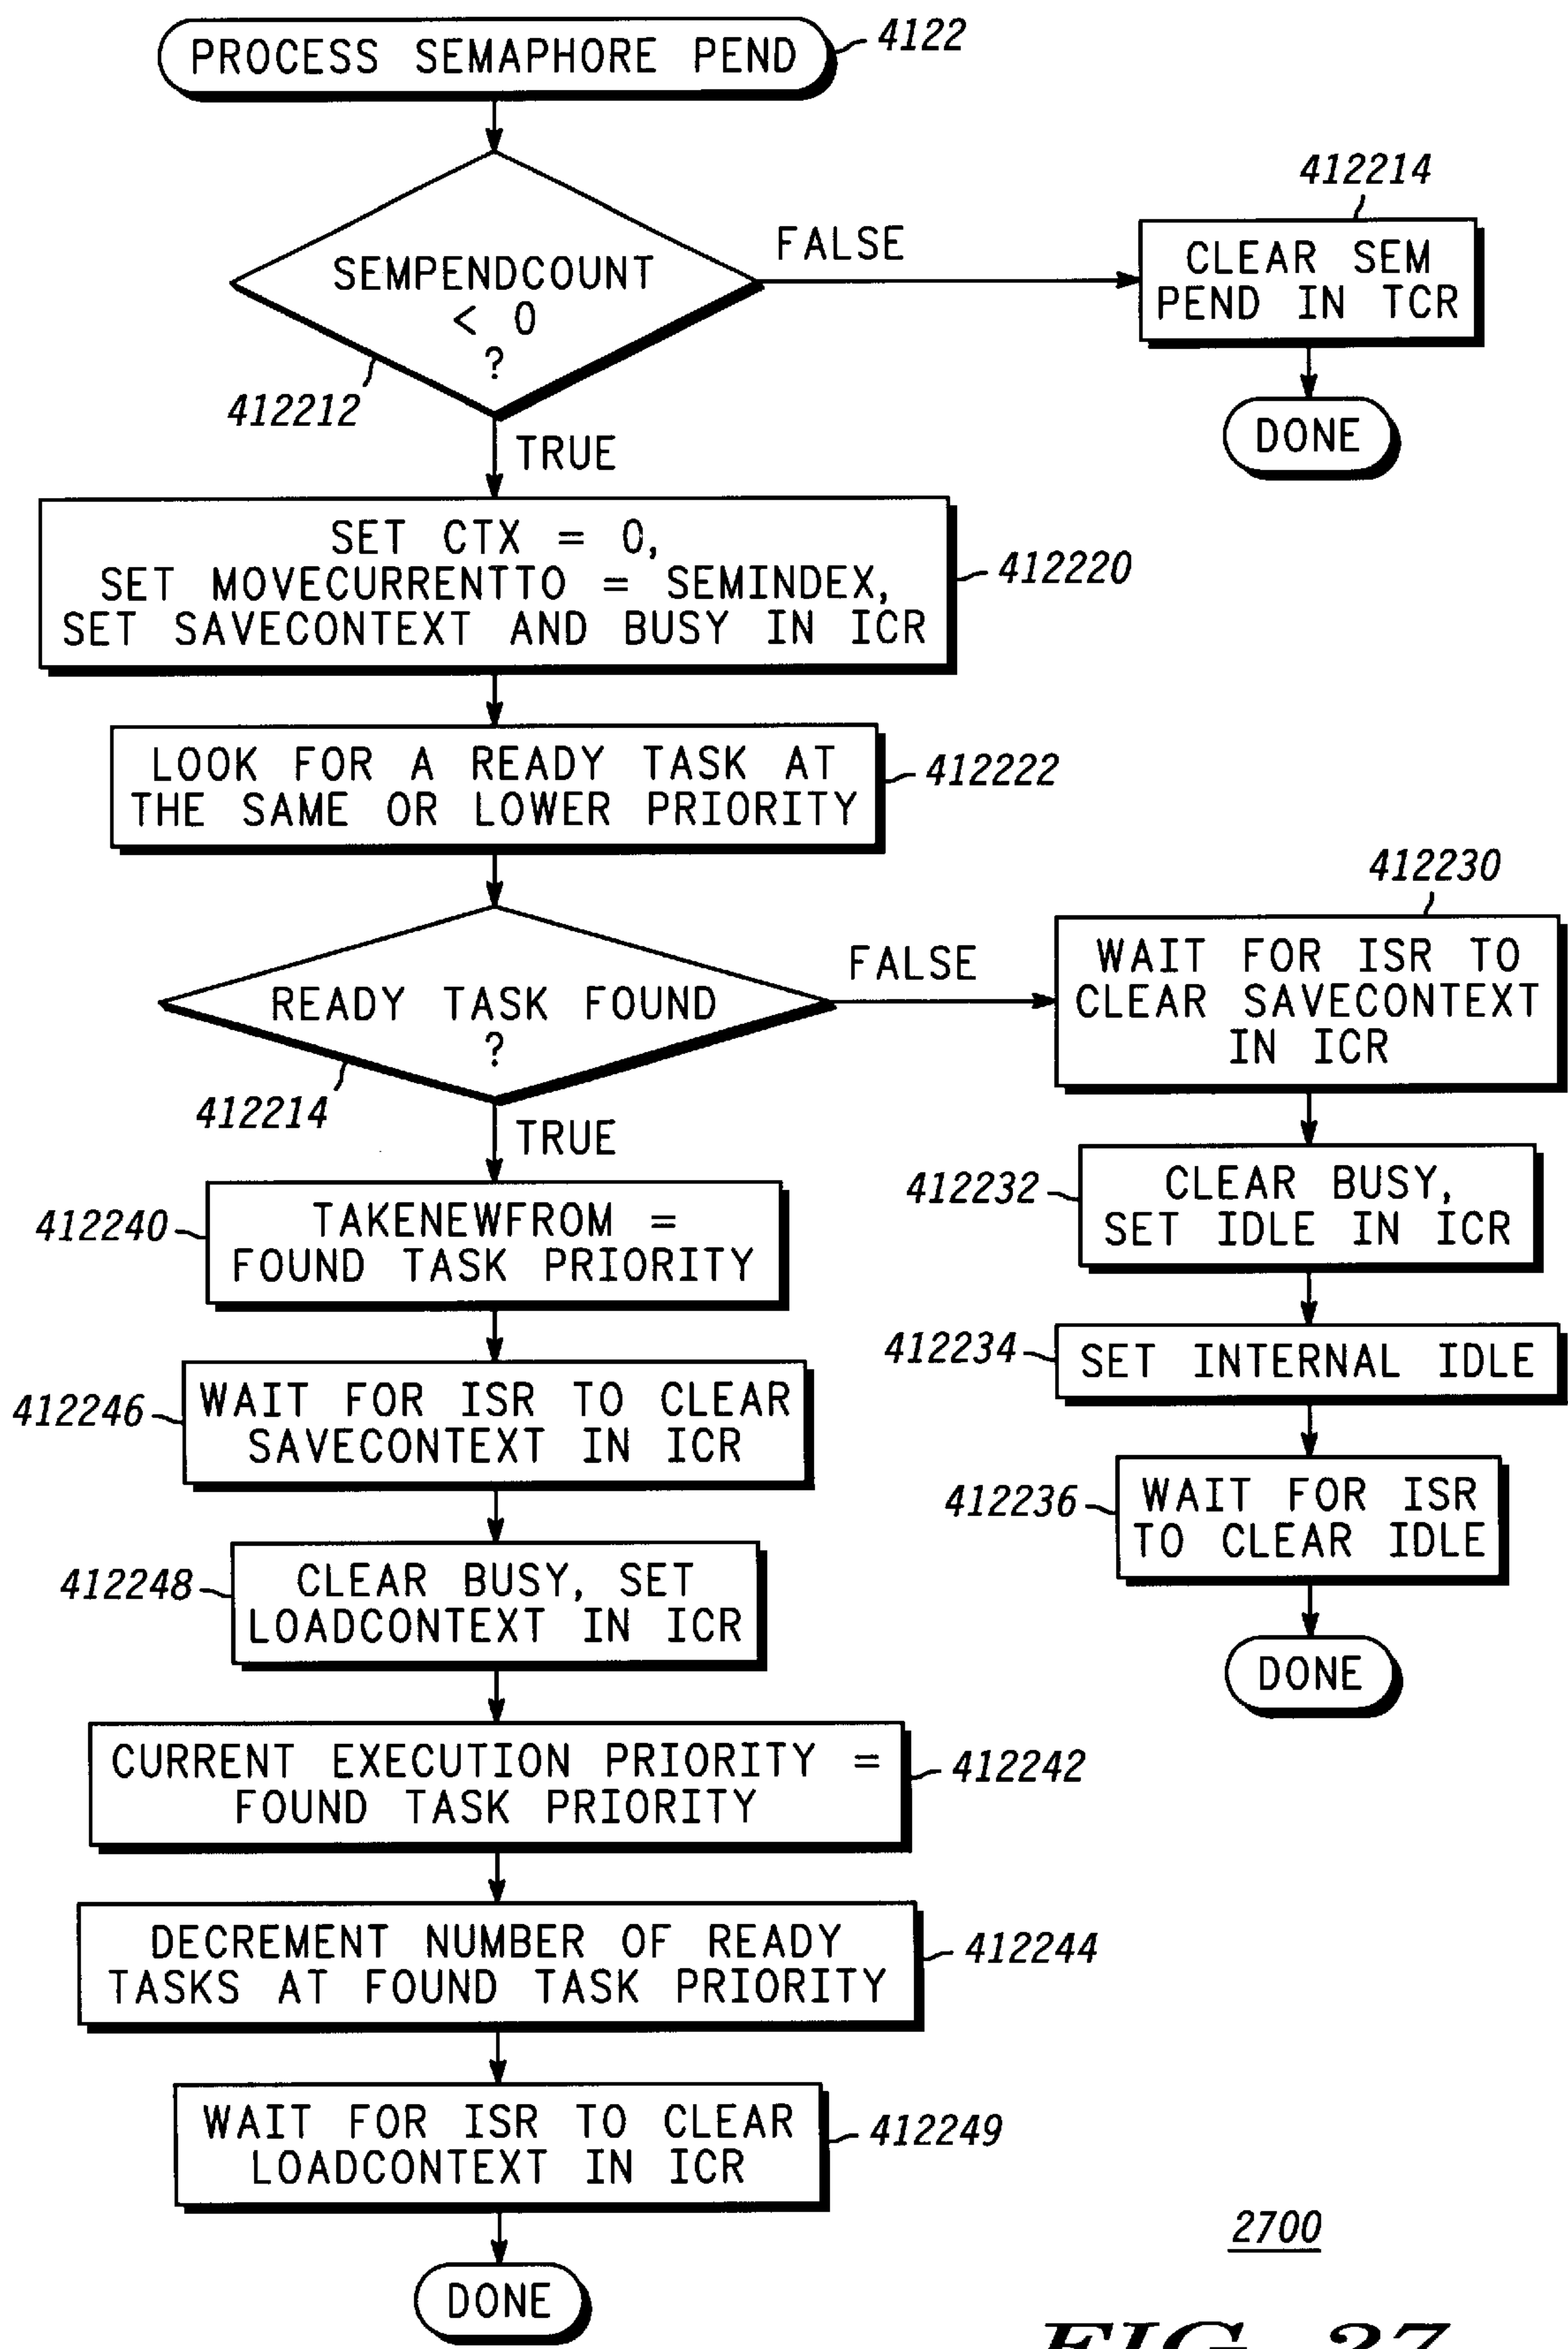 PROCESS SEMAPHORE PEND
4122
SEMPENDCOUNT
< 0
?
412212
FALSE
412214
CLEAR SEM
PEND IN TCR
DONE
TRUE
SET CTX = 0,
SET MOVECURRENTTO = SEMINDEX,
SET SAVECONTEXT AND BUSY IN ICR
412220
LOOK FOR A READY TASK AT
THE SAME OR LOWER PRIORITY
412222
READY TASK FOUND
?
412214
FALSE
412230
WAIT FOR ISR TO
CLEAR SAVECONTEXT
IN ICR
412232
CLEAR BUSY,
SET IDLE IN ICR
412234
SET INTERNAL IDLE
412236
WAIT FOR ISR
TO CLEAR IDLE
DONE
TRUE
412240
TAKENEWFROM =
FOUND TASK PRIORITY
412246
WAIT FOR ISR TO CLEAR
SAVECONTEXT IN ICR
412248
CLEAR BUSY, SET
LOADCONTEXT IN ICR
CURRENT EXECUTION PRIORITY =
FOUND TASK PRIORITY
412242
DECREMENT NUMBER OF READY
TASKS AT FOUND TASK PRIORITY
412244
WAIT FOR ISR TO CLEAR
LOADCONTEXT IN ICR
412249
DONE
2700
FIG. 27